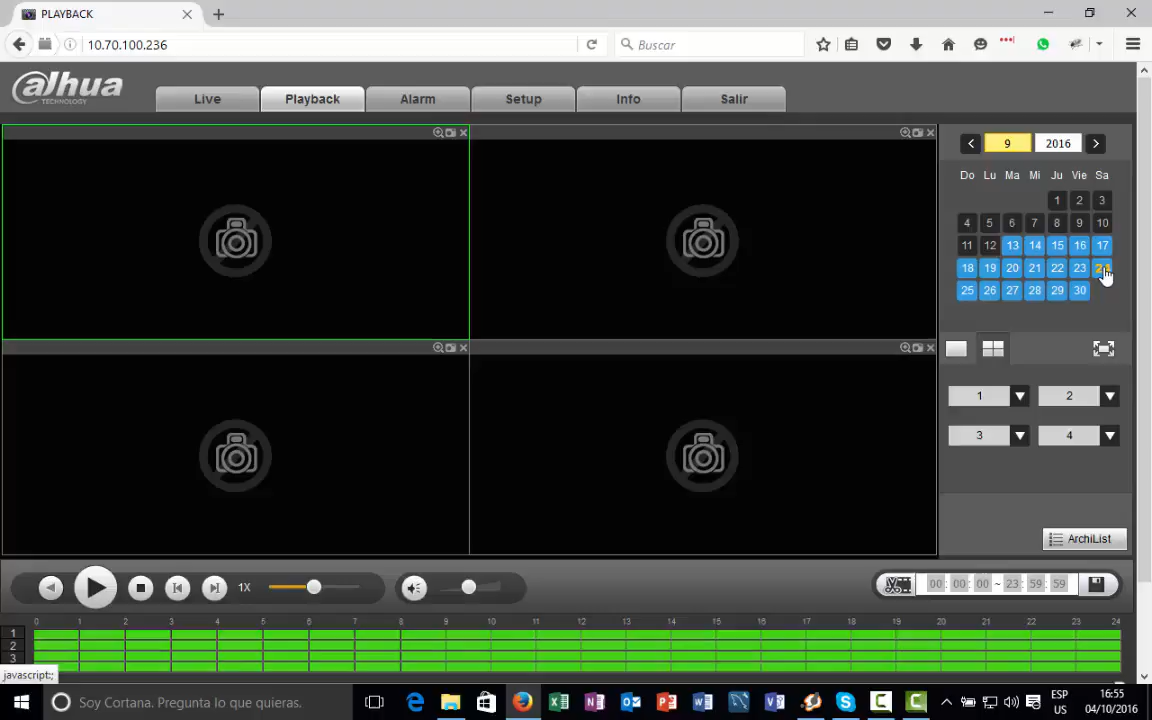 PLAYBACK
10.70.100.236
Buscar
alhua
TECHNOLOGY
Live
Playback
Alarm
Setup
Info
Salir
9 2016
Do Lu Ma Mi Ju Vie Sa
1 2 3
4 5 6 7 8 9 10
11 12 13 14 15 16 17
18 19 20 21 22 23 24
25 26 27 28 29 30
1 2
3 4
ArchiList
1X
00 : 00 : 00 ~ 23 : 59 : 59
0 1 2 3 4 5 6 7 8 9 10 11 12 13 14 15 16 17 18 19 20 21 22 23 24
1
2
3
javascript:;
Soy Cortana. Pregunta lo que quieras.
ESP
US
16:55
04/10/2016